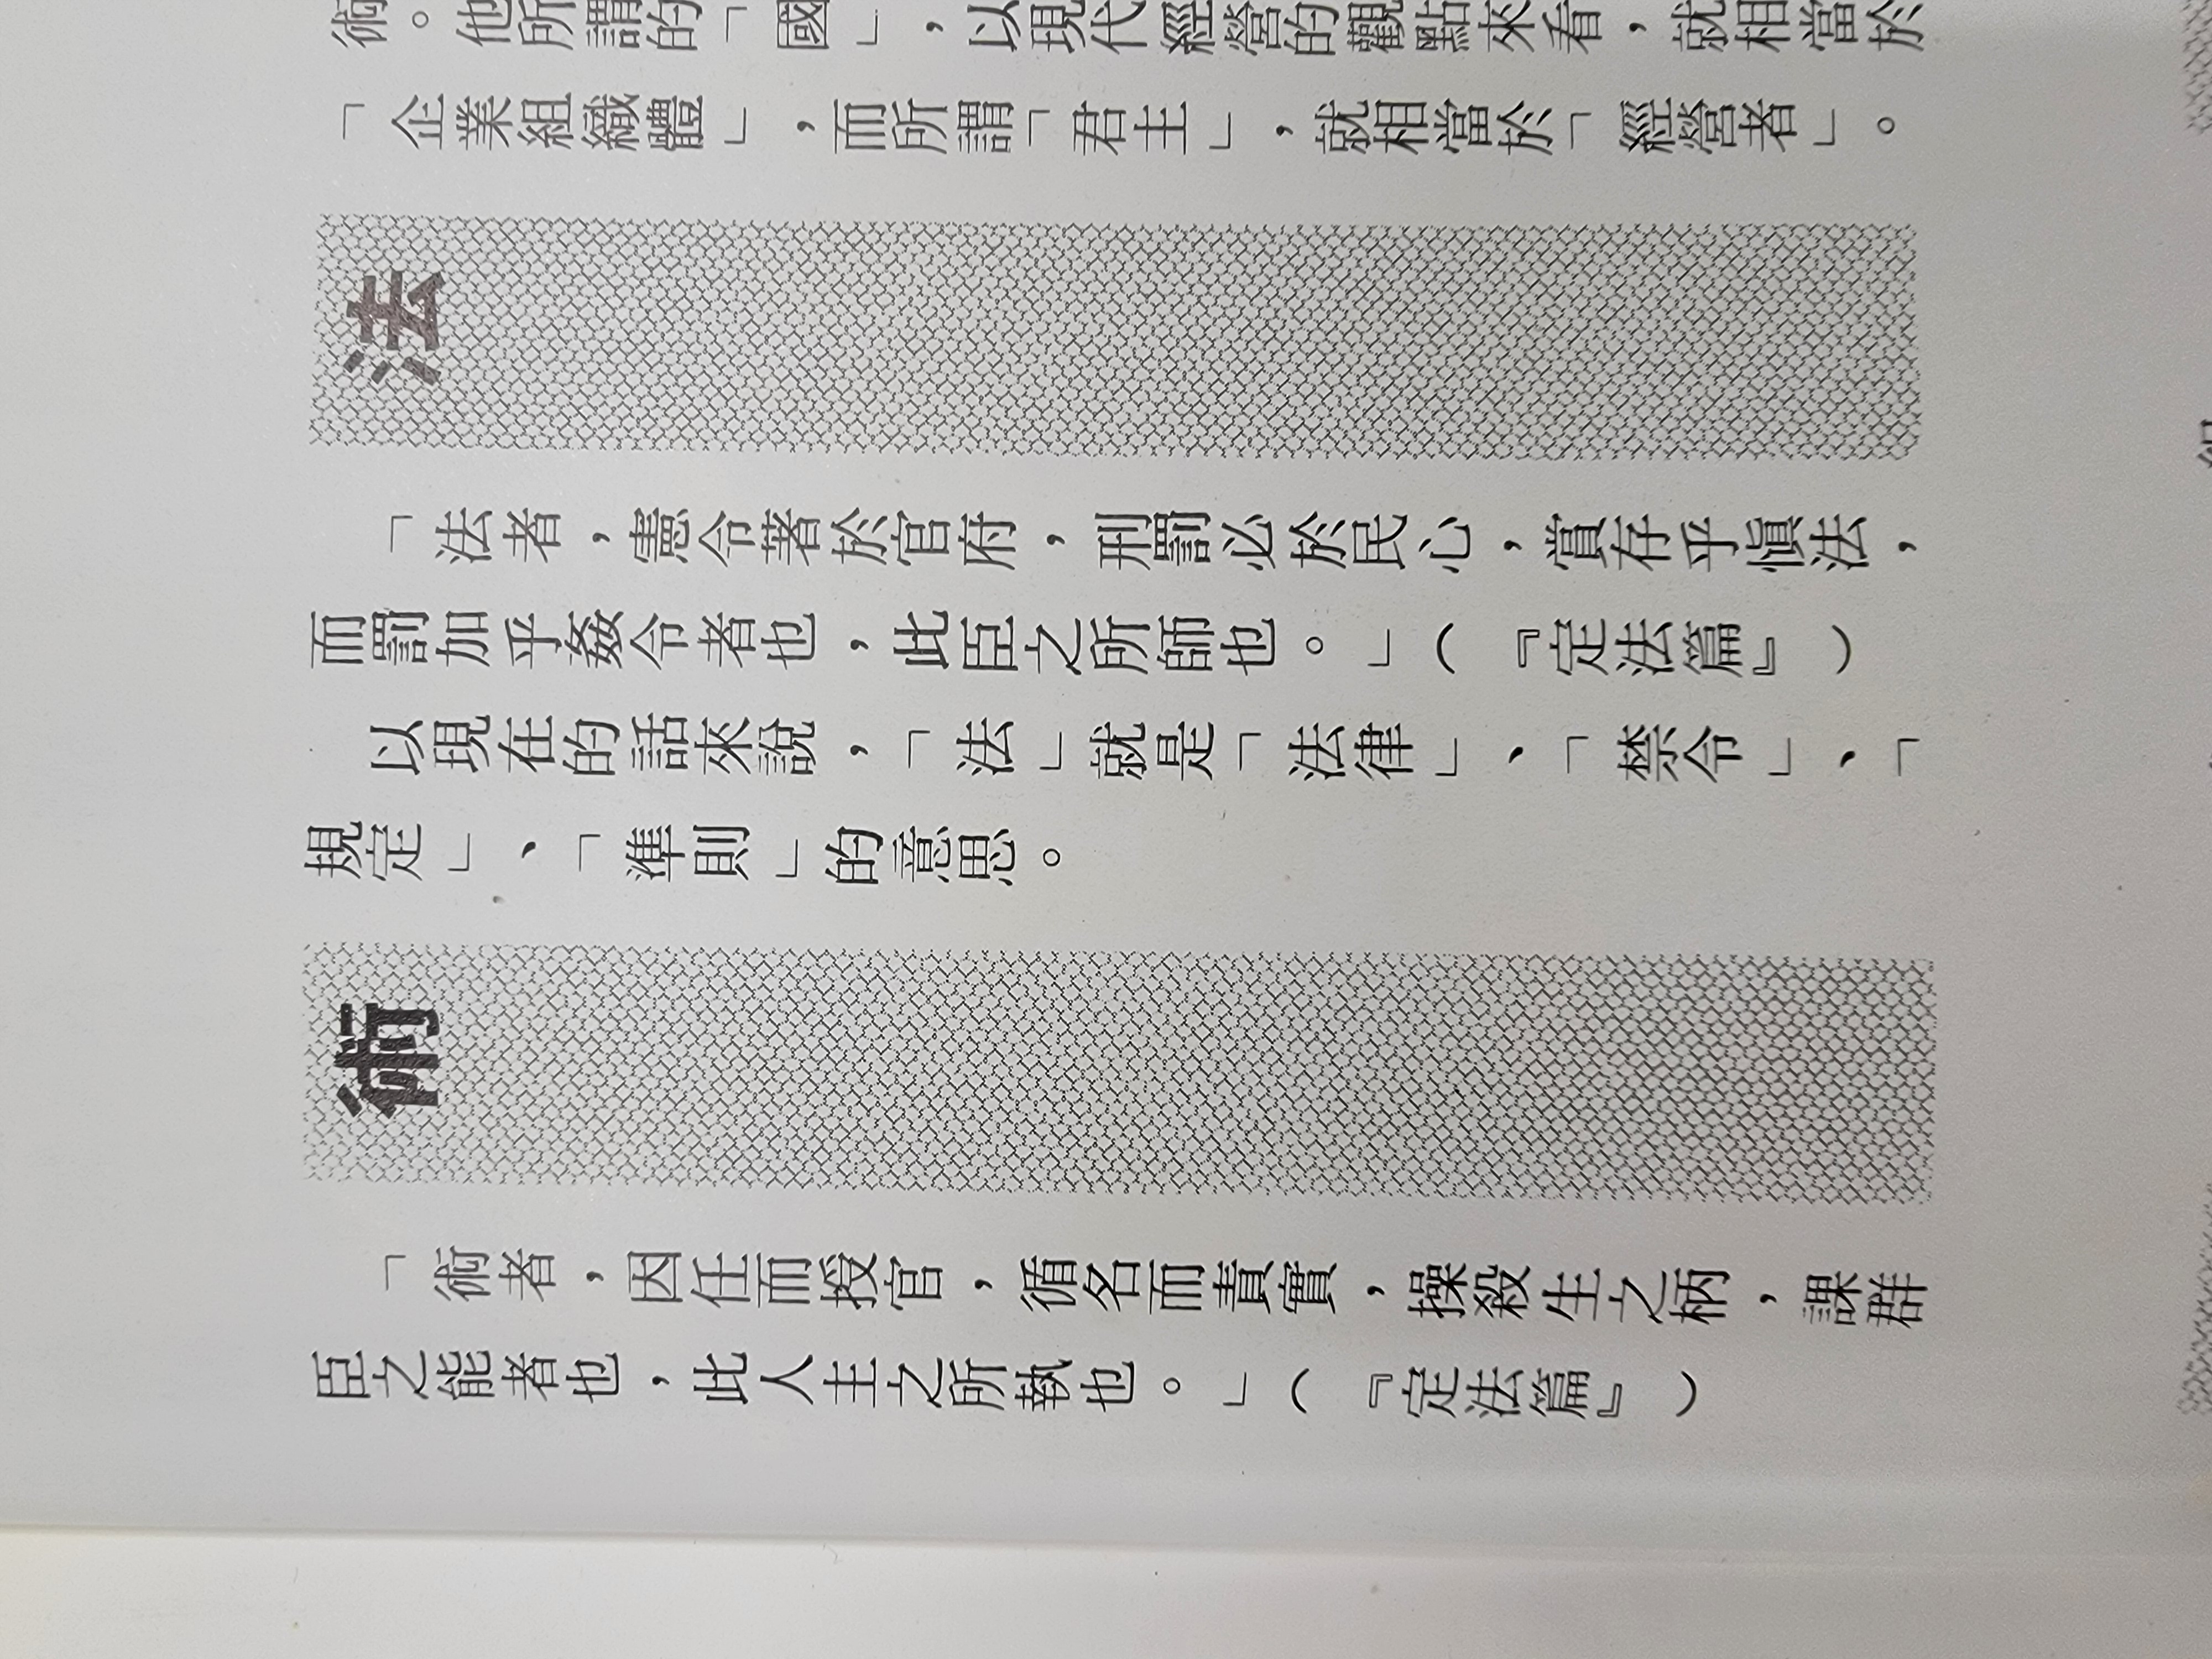 術。他所謂的「國」，以現代經營的觀點來看，就相當於
「企業組織體」，而所謂「君主」，就相當於「經營者」。
法
「法者，憲令著於官府，刑罰必於民心，賞存乎慎法，
而罰加乎姦令者也，此臣之所師也。」（『定法篇』）
以現在的話來說，「法」就是「法律」、「禁令」、「
規定」、「準則」的意思。
術
「術者，因任而授官，循名而責實，操殺生之柄，課群
臣之能者也，此人主之所執也。」（『定法篇』）